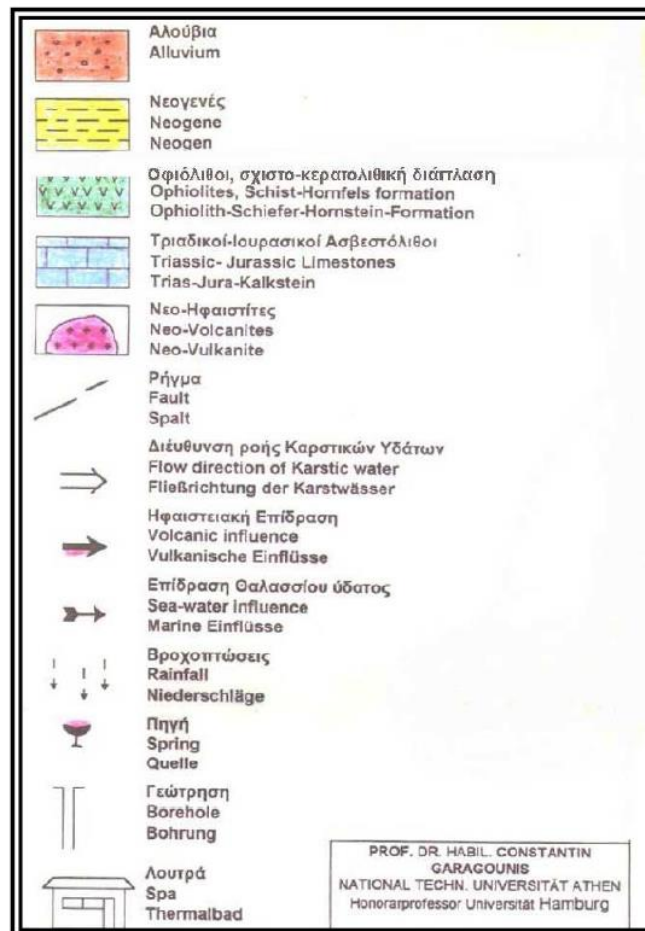 Αλούβια
Alluvium
Νεογενές
Neogene
Neogen
Οφιόλιθοι, σχιστο-κερατολιθική διάπλαση
Ophiolites, Schist-Hornfels formation
Ophiolith-Schiefer-Hornstein-Formation
Τριαδικοί-Ιουρασικοί Ασβεστόλιθοι
Triassic- Jurassic Limestones
Trias-Jura-Kalkstein
Νεο-Ηφαιστίτες
Neo-Volcanites
Neo-Vulkanite
Ρήγμα
Fault
Spalt
Διέυθυνση ροής Καρστικών Υδάτων
Flow direction of Karstic water
Fließrichtung der Karstwässer
Ηφαιστειακή Επίδραση
Volcanic influence
Vulkanische Einflüsse
Επίδραση Θαλασσίου ύδατος
Sea-water influence
Marine Einflüsse
Βροχοπτώσεις
Rainfall
Niederschläge
Πηγή
Spring
Quelle
Γεώτρηση
Borehole
Bohrung
Λουτρά
Spa
Thermalbad
PROF. DR. HABIL. CONSTANTIN
GARAGOUNIS
NATIONAL TECHN. UNIVERSITÄT ATHEN
Honorarprofessor Universität Hamburg